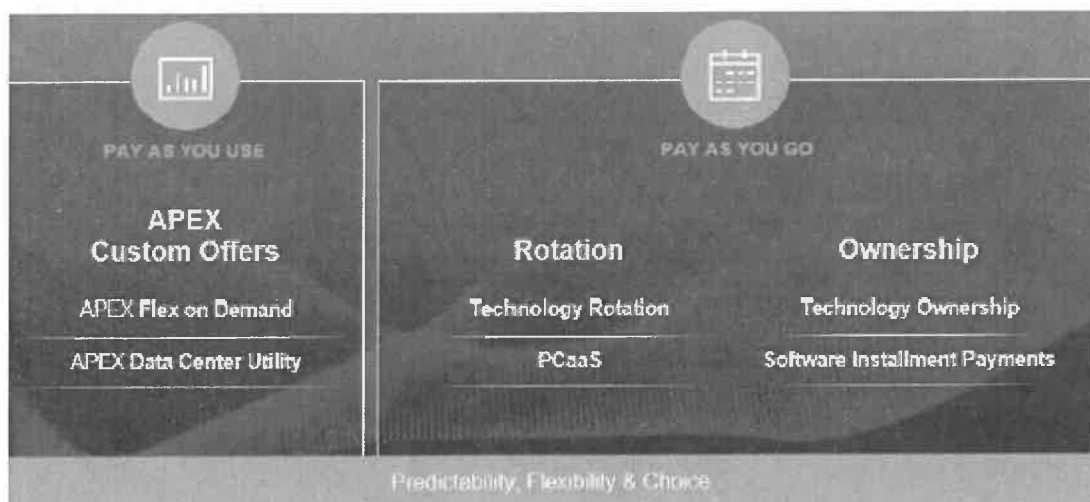 PAY AS YOU USE
APEX
Custom Offers
APEX Flex on Demand
APEX Data Center Utility
PAY AS YOU GO
Rotation
Technology Rotation
PCaaS
Ownership
Technology Ownership
Software Installment Payments
Predictability, Flexibility & Choice